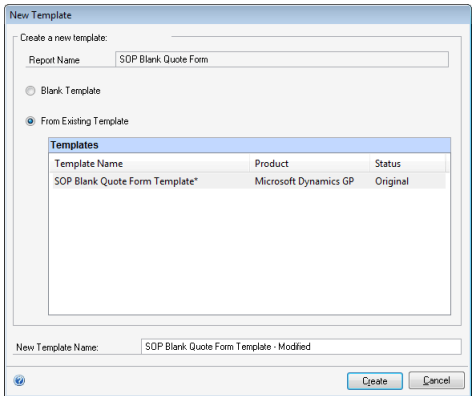 New Template
Create a new template:
Report Name SOP Blank Quote Form
Blank Template
From Existing Template
Templates
Template Name Product Status
SOP Blank Quote Form Template* Microsoft Dynamics GP Original
New Template Name: SOP Blank Quote Form Template - Modified
? Create Cancel